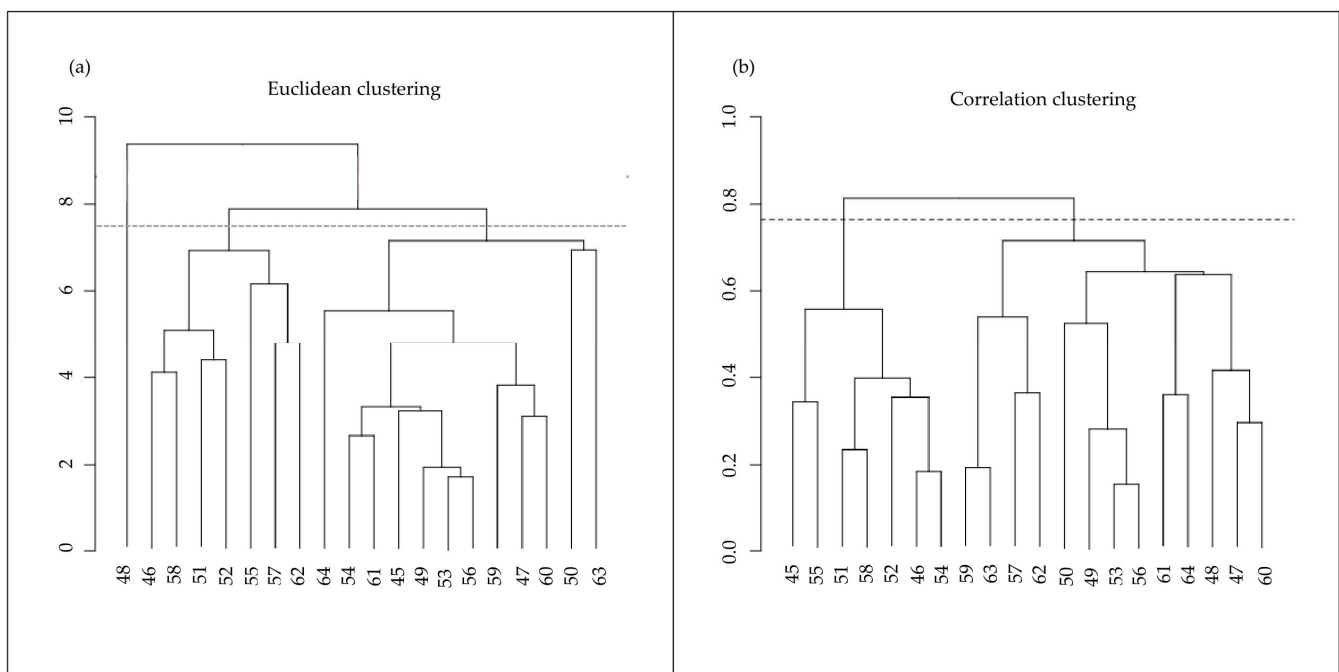 (a)
Euclidean clustering
10
8
6
4
2
0
48 46 58 51 52 55 57 62 64 54 61 45 49 53 56 59 47 60 50 63
(b)
Correlation clustering
1.0
0.8
0.6
0.4
0.2
0.0
45 55 51 58 52 46 54 59 63 57 62 50 49 53 56 61 64 48 47 60